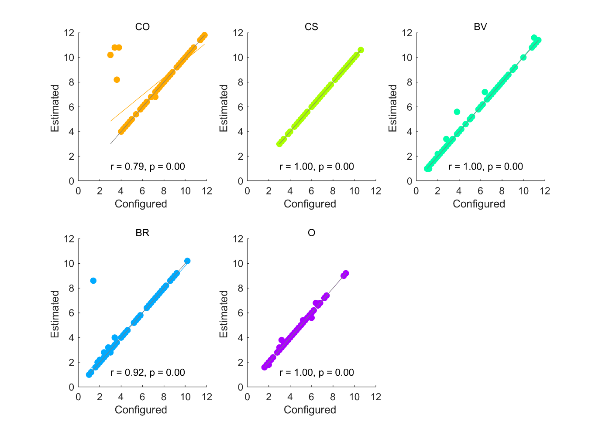 CO
12
10
8
6
4
2
0
Estimated
r = 0.79, p = 0.00
0 2 4 6 8 10 12
Configured
CS
12
10
8
6
4
2
0
Estimated
r = 1.00, p = 0.00
0 2 4 6 8 10 12
Configured
BV
12
10
8
6
4
2
0
Estimated
r = 1.00, p = 0.00
0 2 4 6 8 10 12
Configured
BR
12
10
8
6
4
2
0
Estimated
r = 0.92, p = 0.00
0 2 4 6 8 10 12
Configured
O
12
10
8
6
4
2
0
Estimated
r = 1.00, p = 0.00
0 2 4 6 8 10 12
Configured